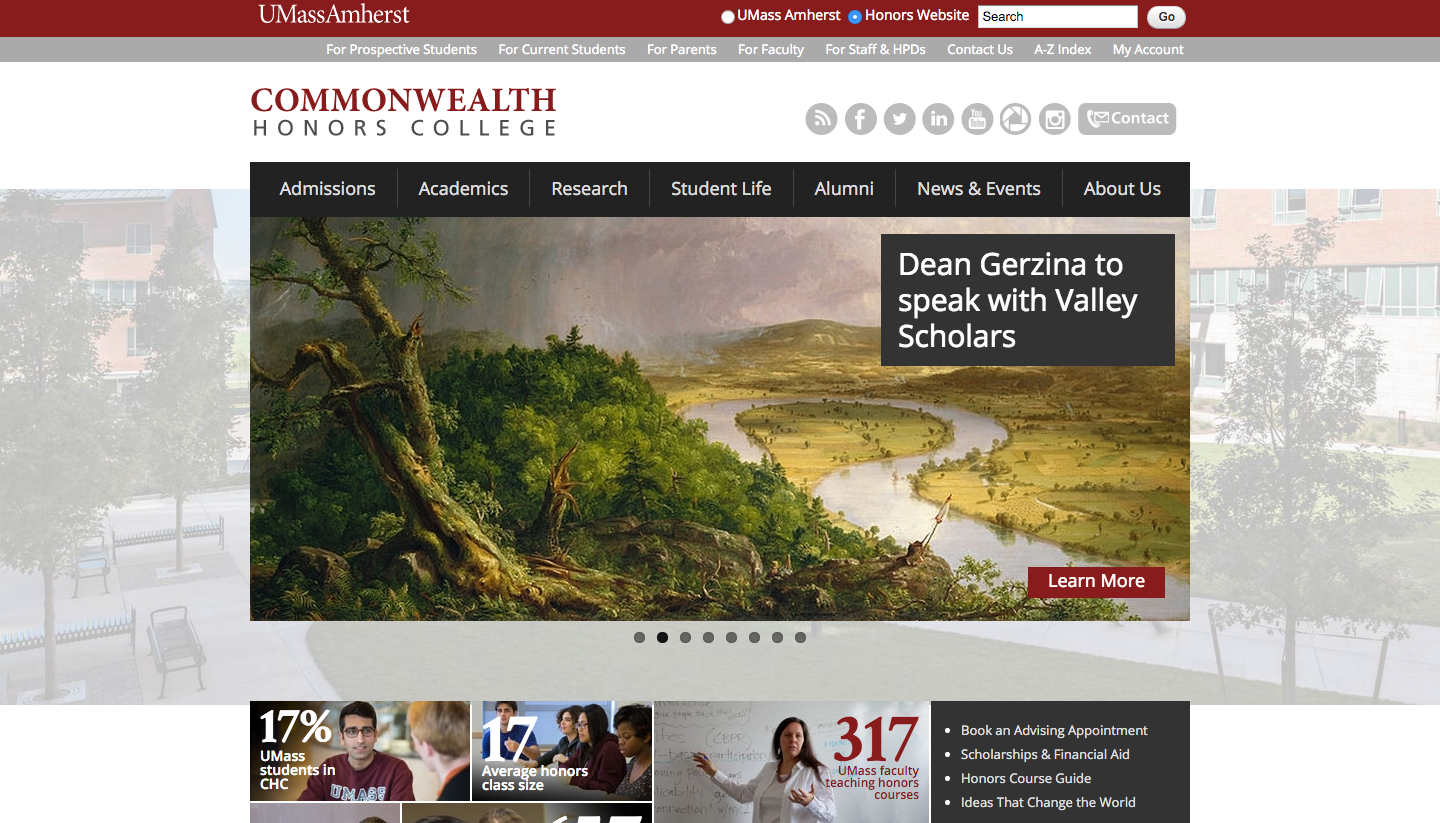 UMassAmherst
UMass Amherst Honors Website Search Go
For Prospective Students For Current Students For Parents For Faculty For Staff & HPDs Contact Us A-Z Index My Account
COMMONWEALTH
HONORS COLLEGE
You
Tube
Contact
Admissions Academics Research Student Life Alumni News & Events About Us
Dean Gerzina to
speak with Valley
Scholars
Learn More
17%
UMass
students in
CHC
UMASS
17
Average honors
class size
317
UMass faculty
teaching honors
courses
Book an Advising Appointment
Scholarships & Financial Aid
Honors Course Guide
Ideas That Change the World